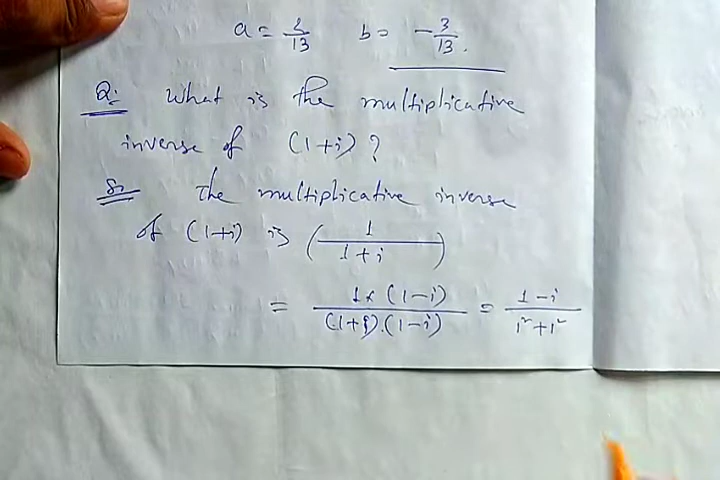 a = 2/13 b = -3/13.
Q: What is the multiplicative
inverse of (1+i)?
The multiplicative inverse
of (1+i) is (1/1+i)
= 1×(1-i)/(1+i).(1-i) = 1-i/1²+1²